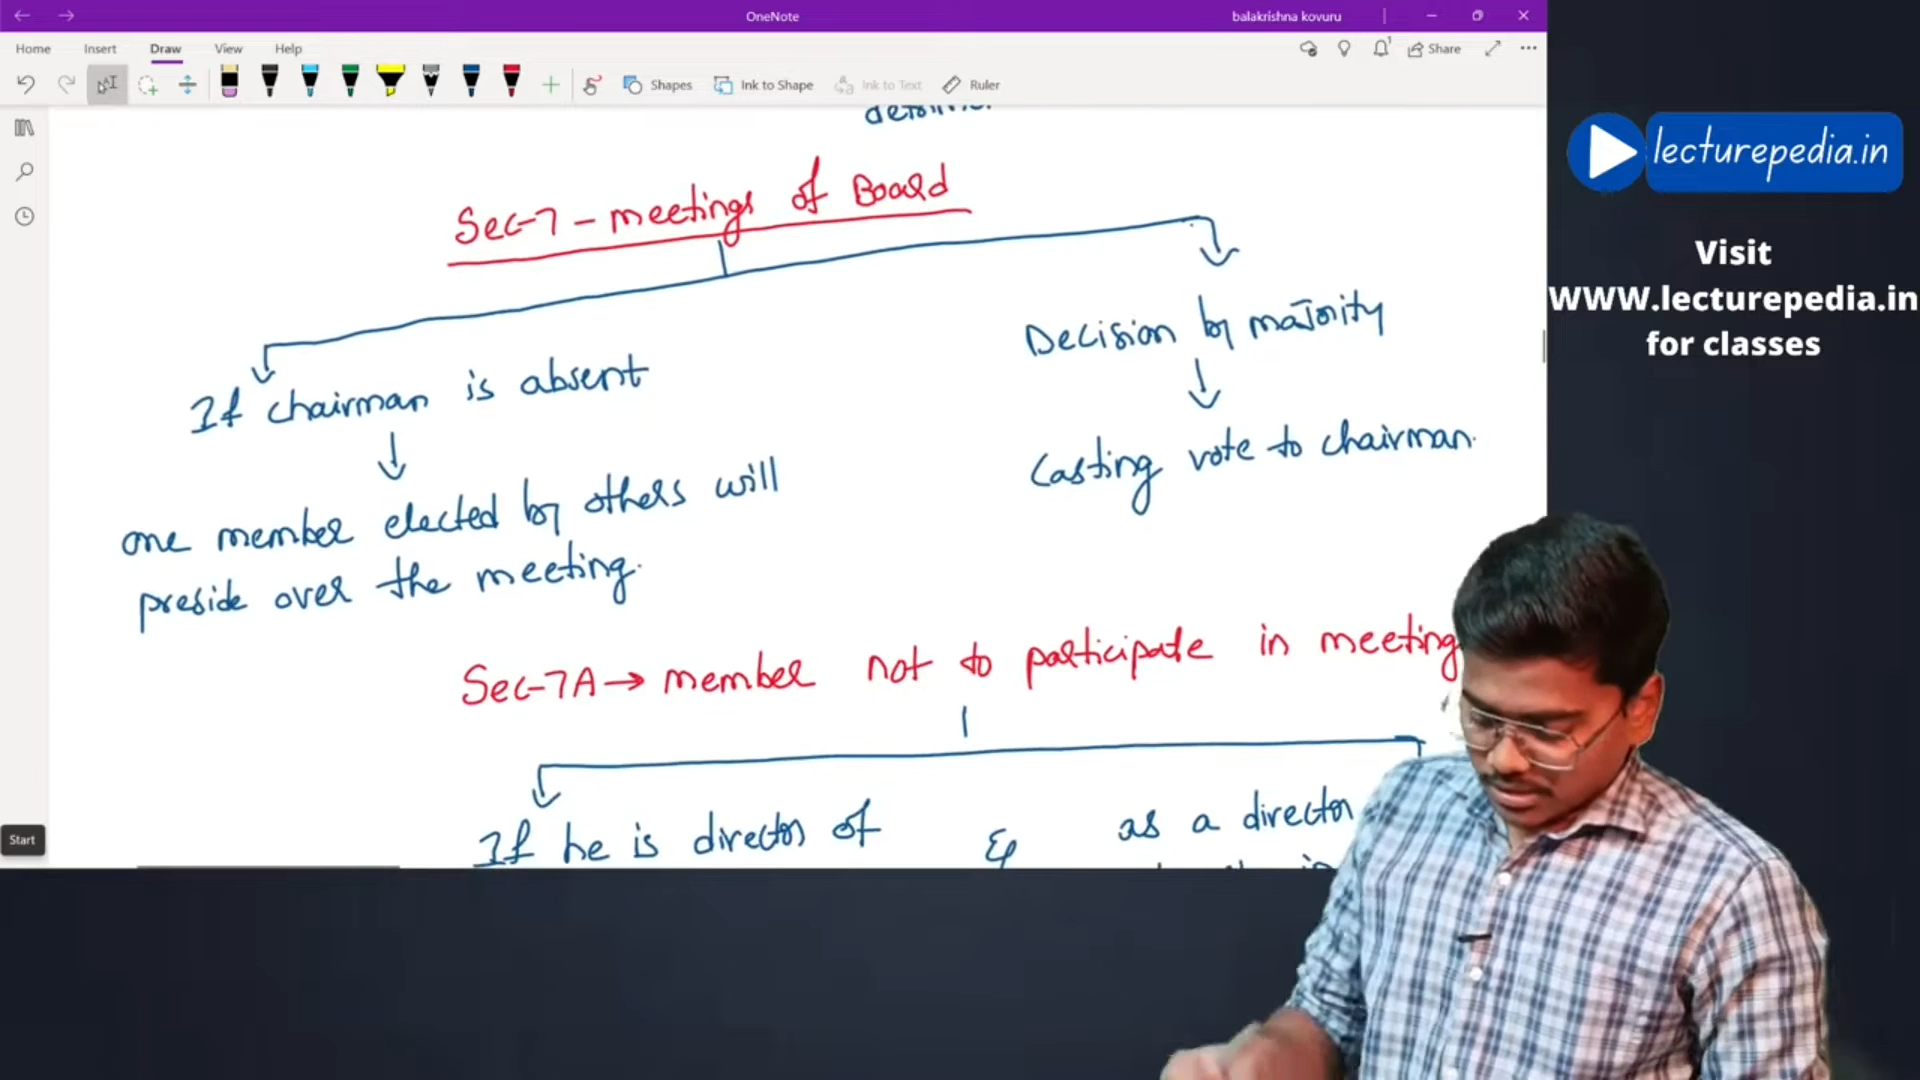 OneNote
balakrishna kovuru
Home Insert Draw View Help
Share
Shapes Ink to Shape Ink to Text Ruler
Sec-7 - meetings of Board
If chairman is absent
one member elected by others will
preside over the meeting.
Decision by majority
Casting vote to chairman.
Sec-7A → member not to participate in meeting
If he is director of
&
as a director
Start
lecturepedia.in
Visit
WWW.lecturepedia.in
for classes